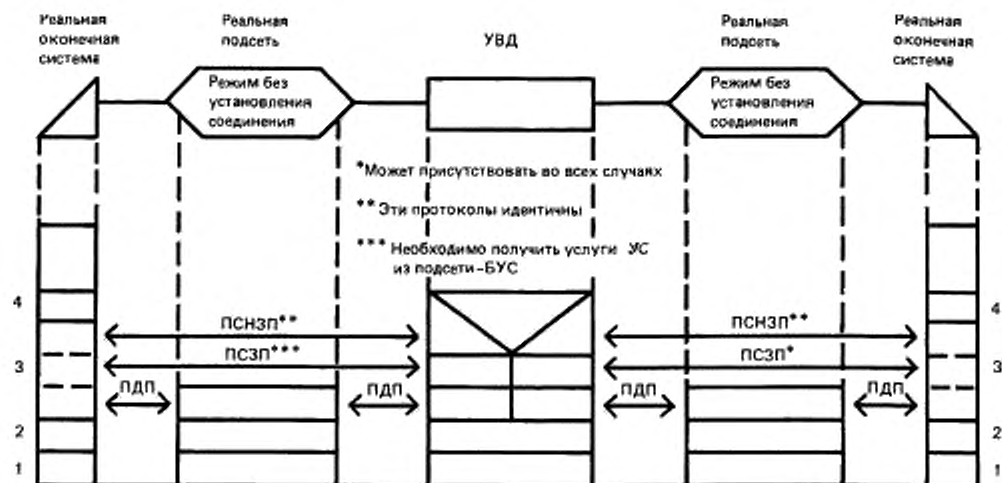 Реальная
оконечная
система
Реальная
подсеть
УВД
Реальная
подсеть
Реальная
оконечная
система
Режим без
установления
соединения
Режим без
установления
соединения
*Может присутствовать во всех случаях
**Эти протоколы идентичны
***Необходимо получить услуги УС
из подсети-БУС
4
ПСНЗП**
ПСНЗП**
4
3
ПСЗП***
ПСЗП*
3
ПДП
ПДП
ПДП
ПДП
2
2
1
1